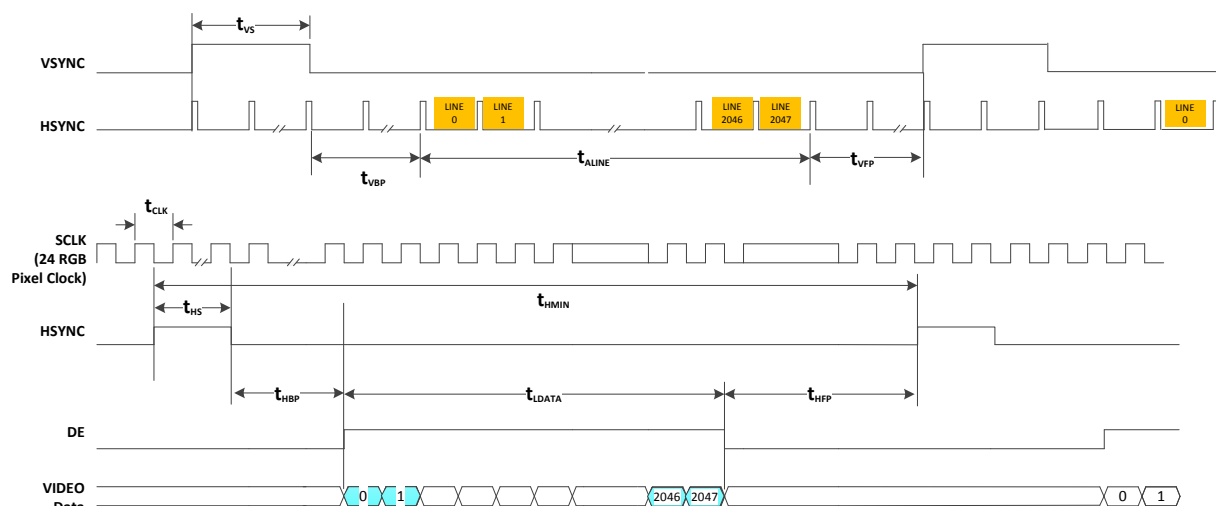 tVS
VSYNC
HSYNC
LINE 0
LINE 1
LINE 2046
LINE 2047
LINE 0
tVBP
tALINE
tVFP
tCLK
SCLK
(24 RGB
Pixel Clock)
tHMIN
tHS
HSYNC
tHBP
tLDATA
tHFP
DE
VIDEO
0 1 2046 2047 0 1
Data